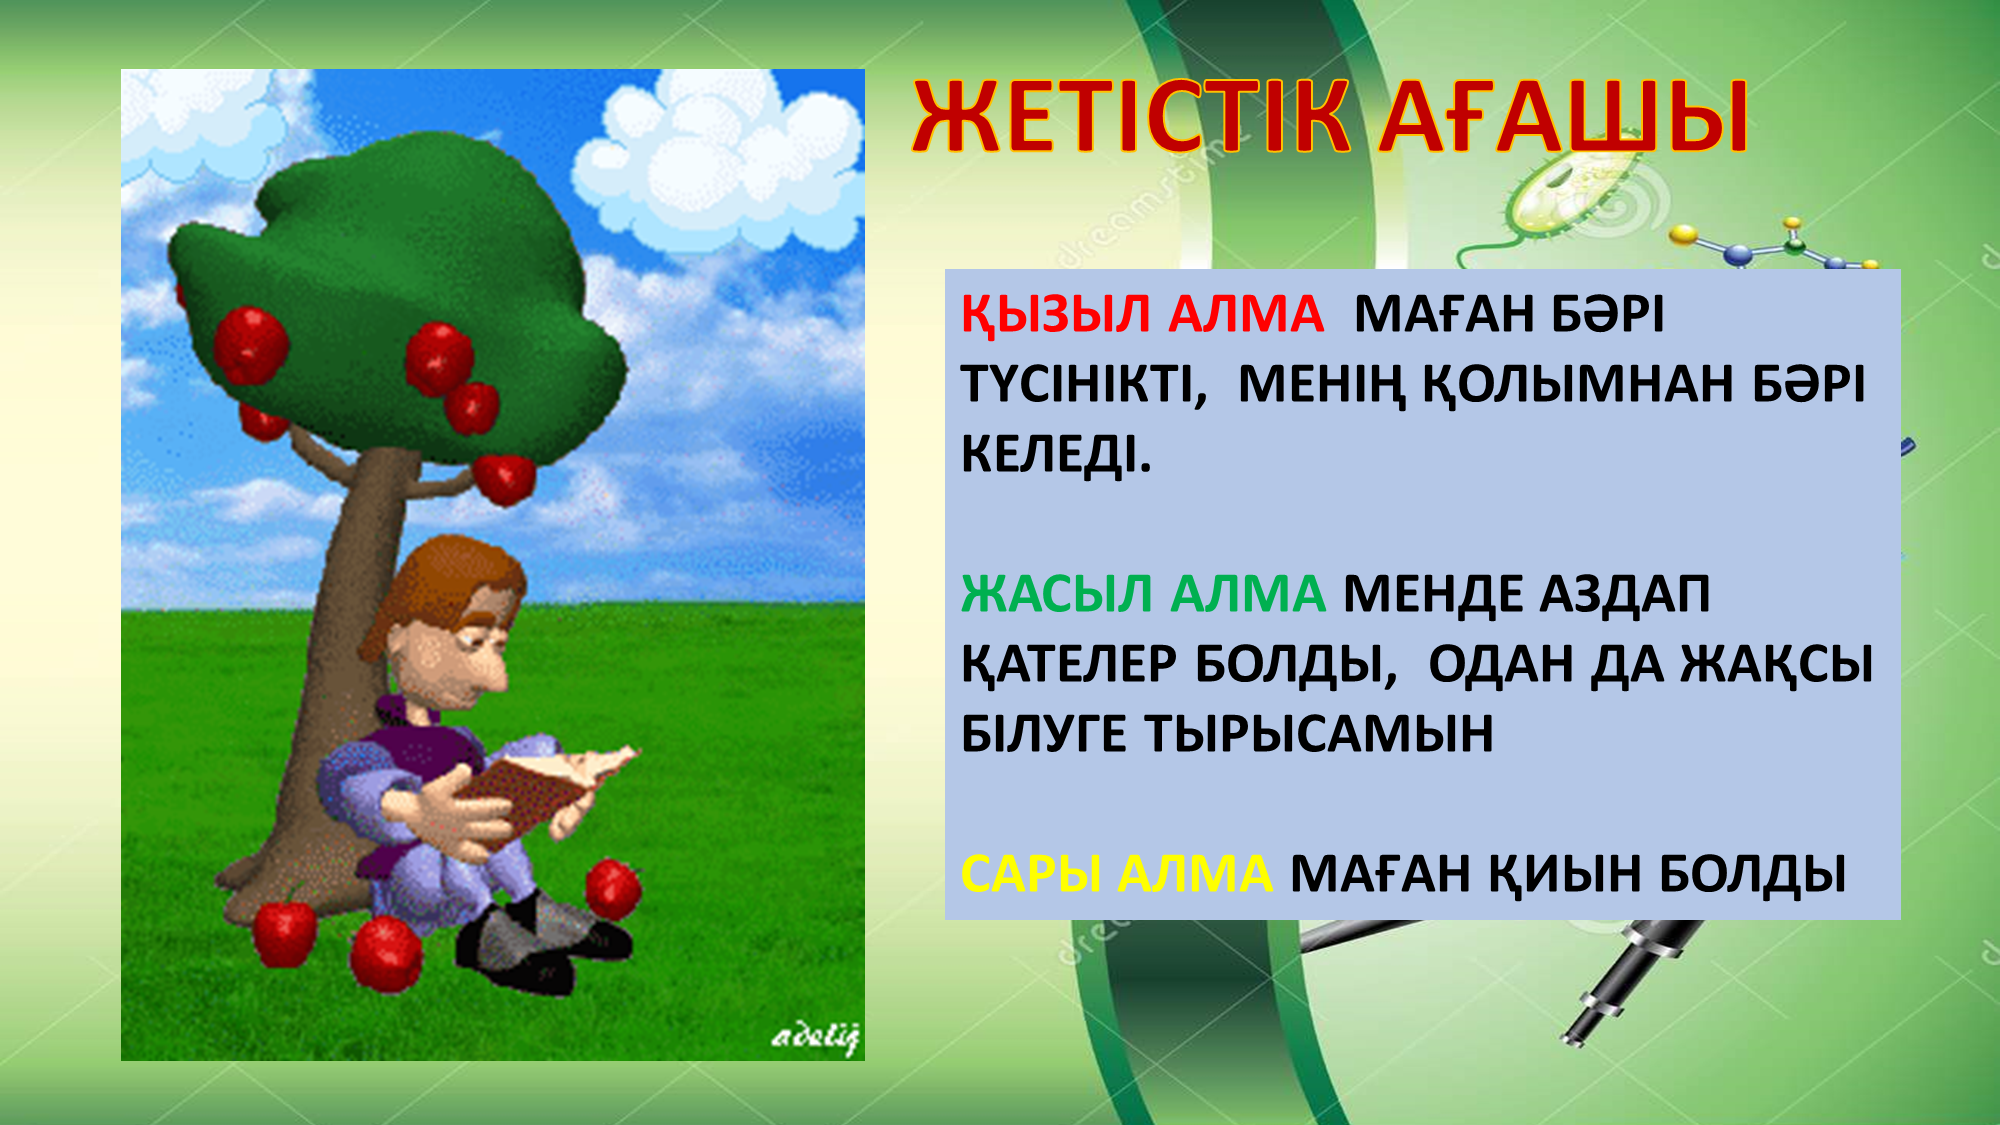 ЖЕТІСТІК АҒАШЫ
ҚЫЗЫЛ АЛМА МАҒАН БӘРІ
ТҮСІНІКТІ, МЕНІҢ ҚОЛЫМНАН БӘРІ
КЕЛЕДІ.
ЖАСЫЛ АЛМА МЕНДЕ АЗДАП
ҚАТЕЛЕР БОЛДЫ, ОДАН ДА ЖАҚСЫ
БІЛУГЕ ТЫРЫСАМЫН
САРЫ АЛМА МАҒАН ҚИЫН БОЛДЫ
dreamstime